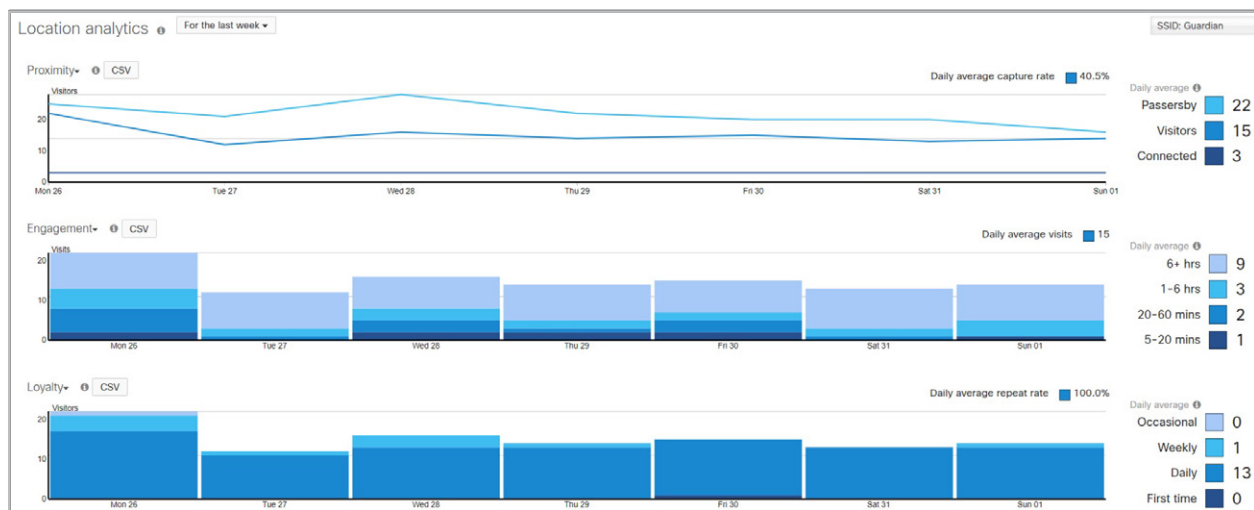 Location analytics For the last week SSID: Guardian
Proximity CSV Daily average capture rate 40.5%
Visitors
20
10
0
Mon 26 Tue 27 Wed 28 Thu 29 Fri 30 Sat 31 Sun 01
Daily average
Passersby 22
Visitors 15
Connected 3
Engagement CSV Daily average visits 15
Visits
20
10
0
Mon 26 Tue 27 Wed 28 Thu 29 Fri 30 Sat 31 Sun 01
Daily average
6+ hrs 9
1-6 hrs 3
20-60 mins 2
5-20 mins 1
Loyalty CSV Daily average repeat rate 100.0%
Visitors
20
10
0
Mon 26 Tue 27 Wed 28 Thu 29 Fri 30 Sat 31 Sun 01
Daily average
Occasional 0
Weekly 1
Daily 13
First time 0